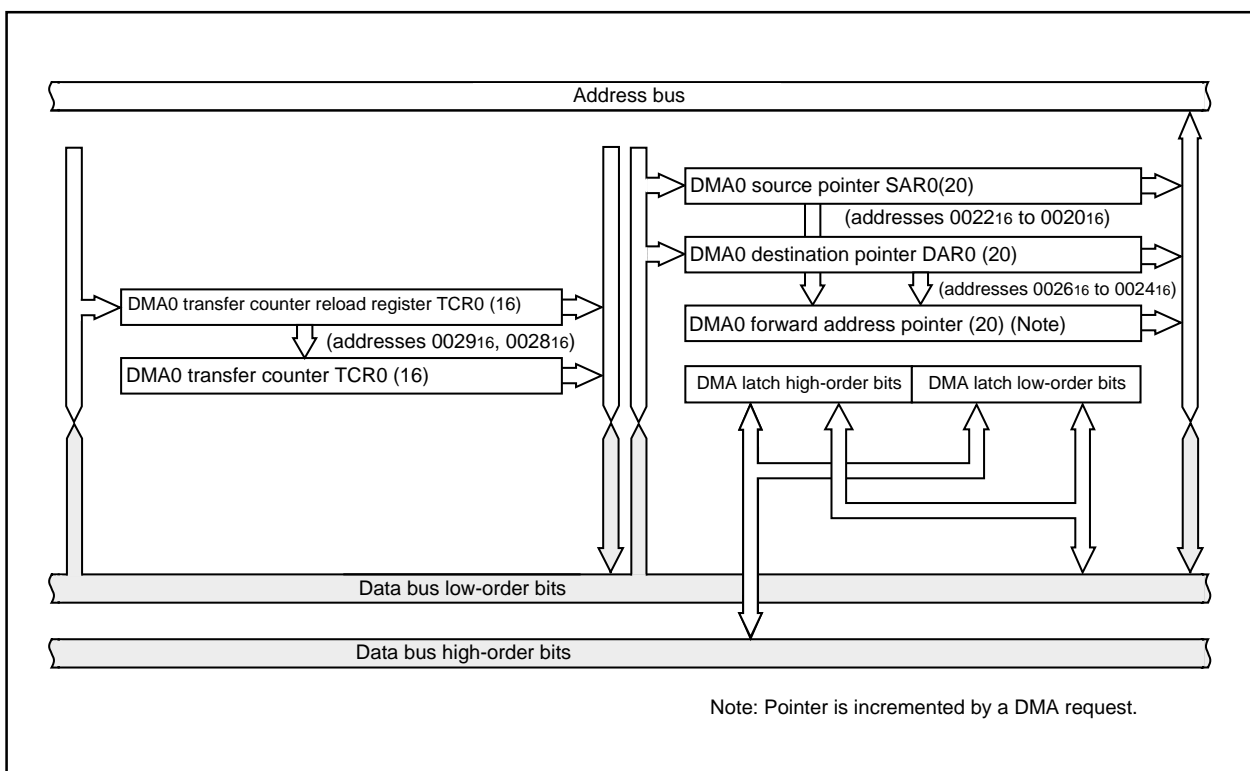 Address bus
DMA0 source pointer SAR0(20)
(addresses 002216 to 002016)
DMA0 destination pointer DAR0 (20)
(addresses 002616 to 002416)
DMA0 transfer counter reload register TCR0 (16)
(addresses 002916, 002816)
DMA0 transfer counter TCR0 (16)
DMA0 forward address pointer (20) (Note)
DMA latch high-order bits
DMA latch low-order bits
Data bus low-order bits
Data bus high-order bits
Note: Pointer is incremented by a DMA request.